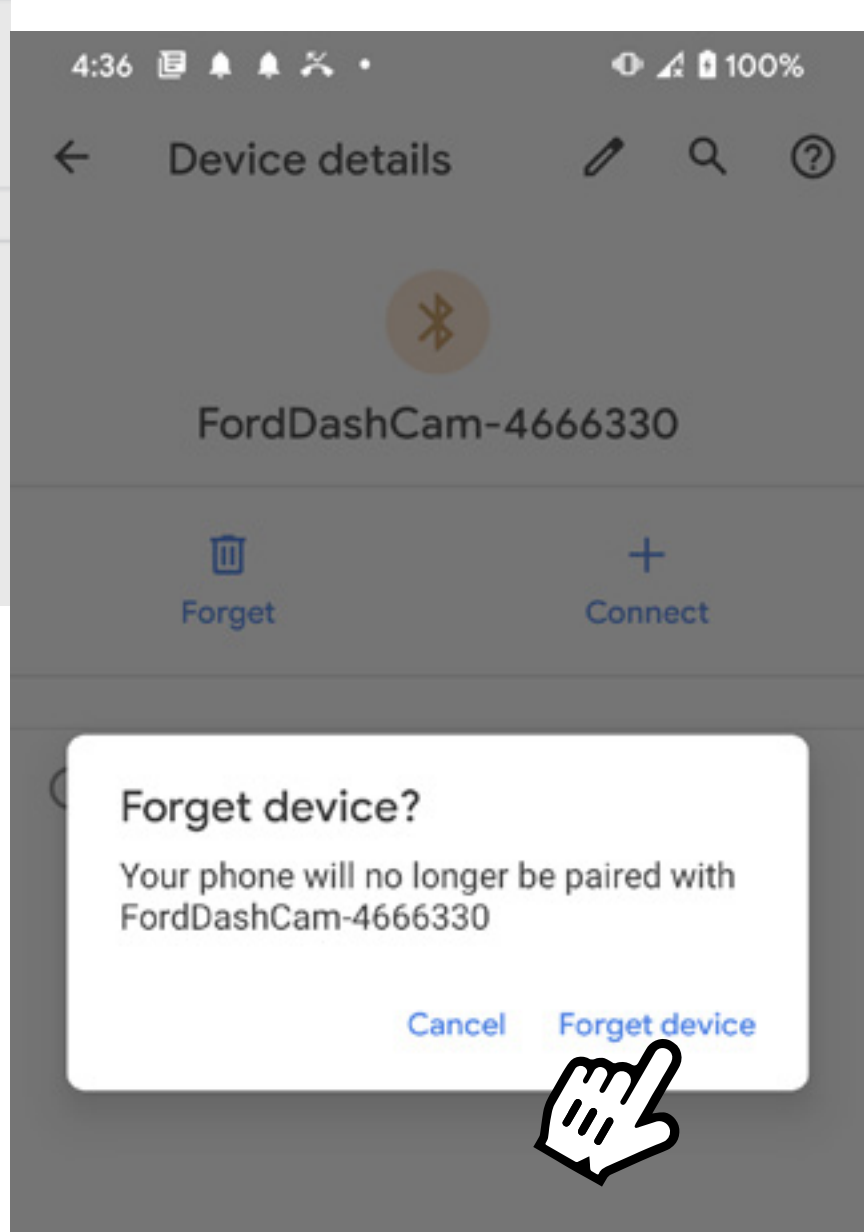 4:36 100%
Device details
FordDashCam-4666330
Forget Connect
Forget device?
Your phone will no longer be paired with
FordDashCam-4666330
Cancel Forget device